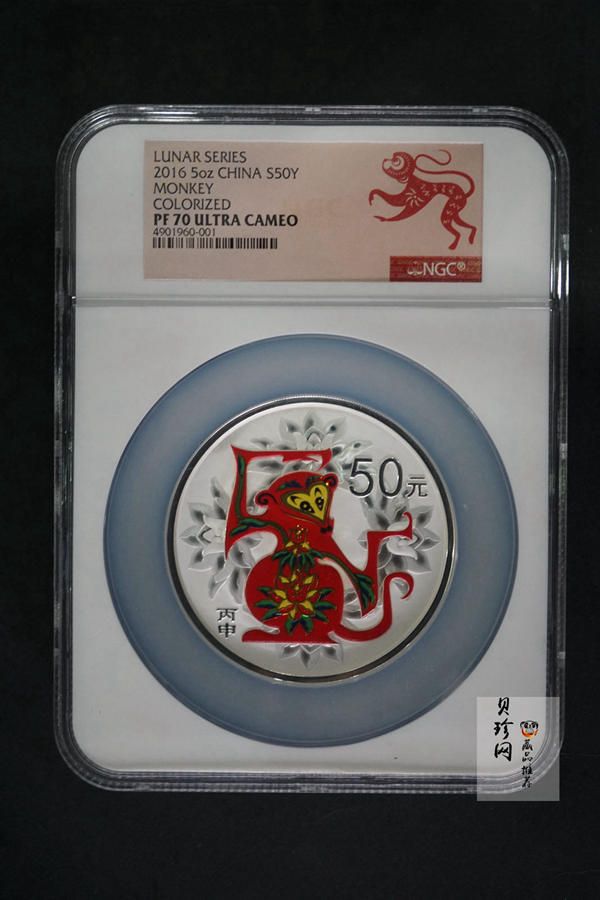 LUNAR SERIES
2016 5oz CHINA S50Y
MONKEY
COLORIZED
PF 70 ULTRA CAMEO
4901960-001
NGC®
50元
丙申
贝珍网
藏品推荐